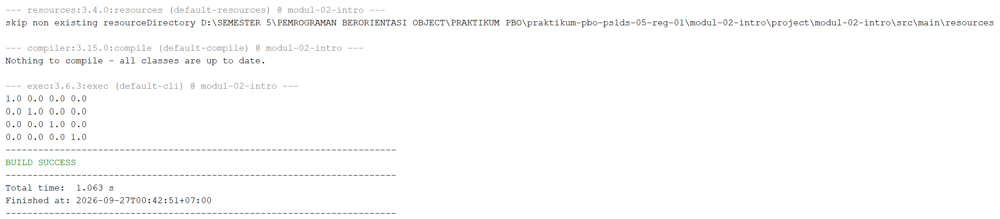 --- resources:3.4.0:resources (default-resources) @ modul-02-intro ---
skip non existing resourceDirectory D:\SEMESTER 5\PEMROGRAMAN BERORIENTASI OBJECT\PRAKTIKUM PBO\praktikum-pbo-ps1ds-05-reg-01\modul-02-intro\project\modul-02-intro\src\main\resources
--- compiler:3.15.0:compile (default-compile) @ modul-02-intro ---
Nothing to compile - all classes are up to date.
--- exec:3.6.3:exec (default-cli) @ modul-02-intro ---
1.0 0.0 0.0 0.0
0.0 1.0 0.0 0.0
0.0 0.0 1.0 0.0
0.0 0.0 0.0 1.0
------------------------------------------------------------------------
BUILD SUCCESS
------------------------------------------------------------------------
Total time:  1.063 s
Finished at: 2026-09-27T00:42:51+07:00
------------------------------------------------------------------------